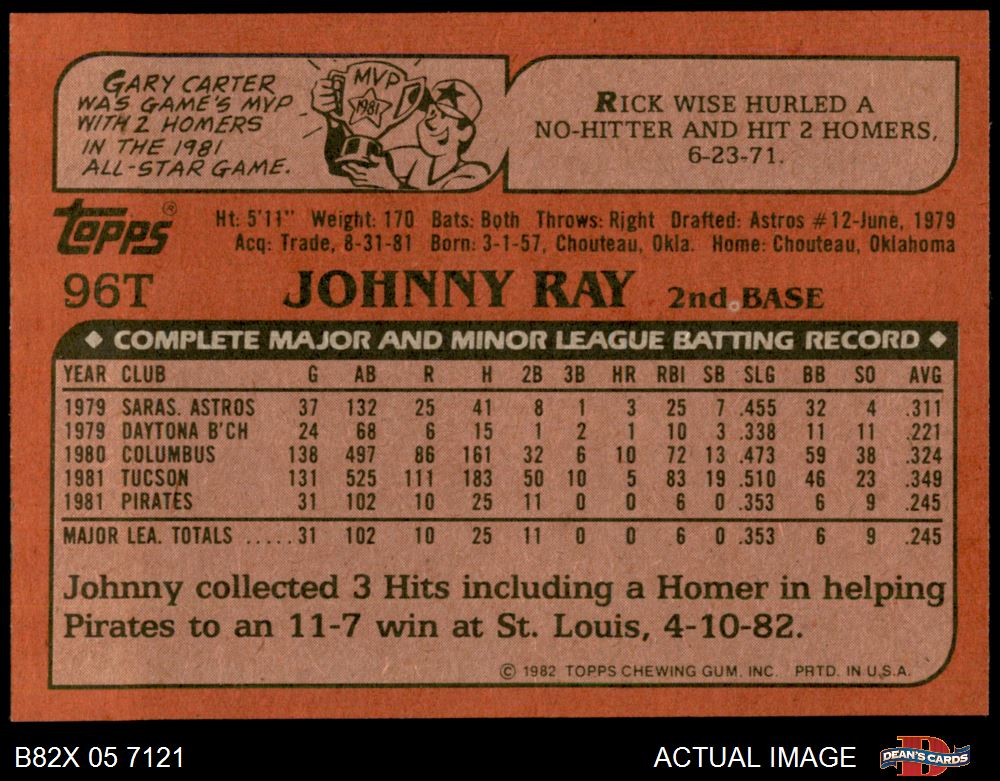 GARY CARTER
WAS GAME'S MVP
WITH 2 HOMERS
IN THE 1981
ALL-STAR GAME.
MVP
1981
RICK WISE HURLED A
NO-HITTER AND HIT 2 HOMERS,
6-23-71.
topps®
Ht: 5'11" Weight: 170 Bats: Both Throws: Right Drafted: Astros #12-June, 1979
Acq: Trade, 8-31-81 Born: 3-1-57, Chouteau, Okla. Home: Chouteau, Oklahoma
96T JOHNNY RAY 2nd BASE
◆ COMPLETE MAJOR AND MINOR LEAGUE BATTING RECORD ◆
YEAR CLUB G AB R H 2B 3B HR RBI SB SLG BB SO AVG
1979 SARAS. ASTROS 37 132 25 41 8 1 3 25 7 .455 32 4 .311
1979 DAYTONA B'CH 24 68 6 15 1 2 1 10 3 .338 11 11 .221
1980 COLUMBUS 138 497 86 161 32 6 10 72 13 .473 59 38 .324
1981 TUCSON 131 525 111 183 50 10 5 83 19 .510 46 23 .349
1981 PIRATES 31 102 10 25 11 0 0 6 0 .353 6 9 .245
MAJOR LEA. TOTALS .....31 102 10 25 11 0 0 6 0 .353 6 9 .245
Johnny collected 3 Hits including a Homer in helping
Pirates to an 11-7 win at St. Louis, 4-10-82.
© 1982 TOPPS CHEWING GUM, INC. PRTD. IN U.S.A.
B82X 05 7121 ACTUAL IMAGE DEAN'S CARDS